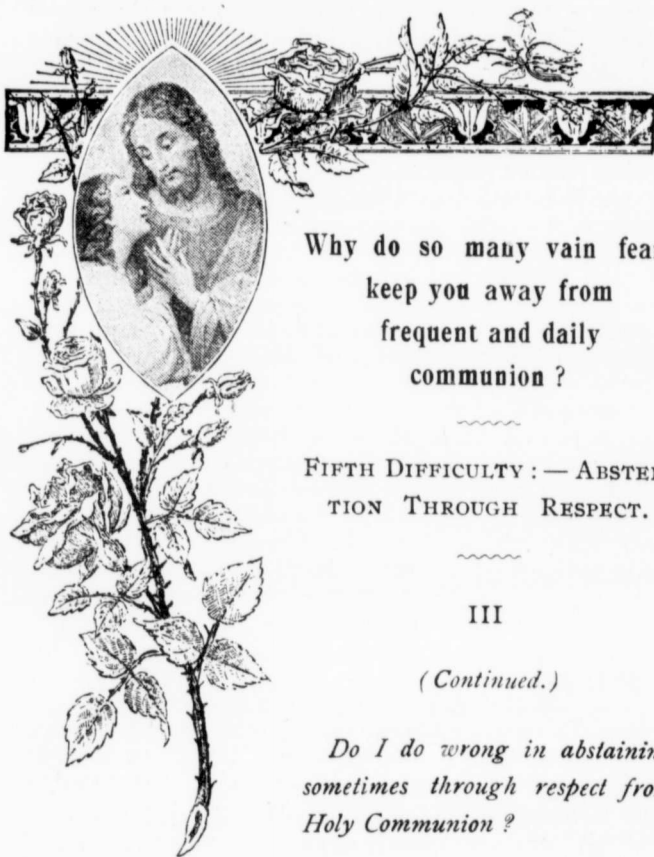 Why do so many vain fear
keep you away from
frequent and daily
communion ?
FIFTH DIFFICULTY : — ABSTEN
TION THROUGH RESPECT.
III
(Continued.)
Do I do wrong in abstainin
sometimes through respect fro
Holy Communion ?